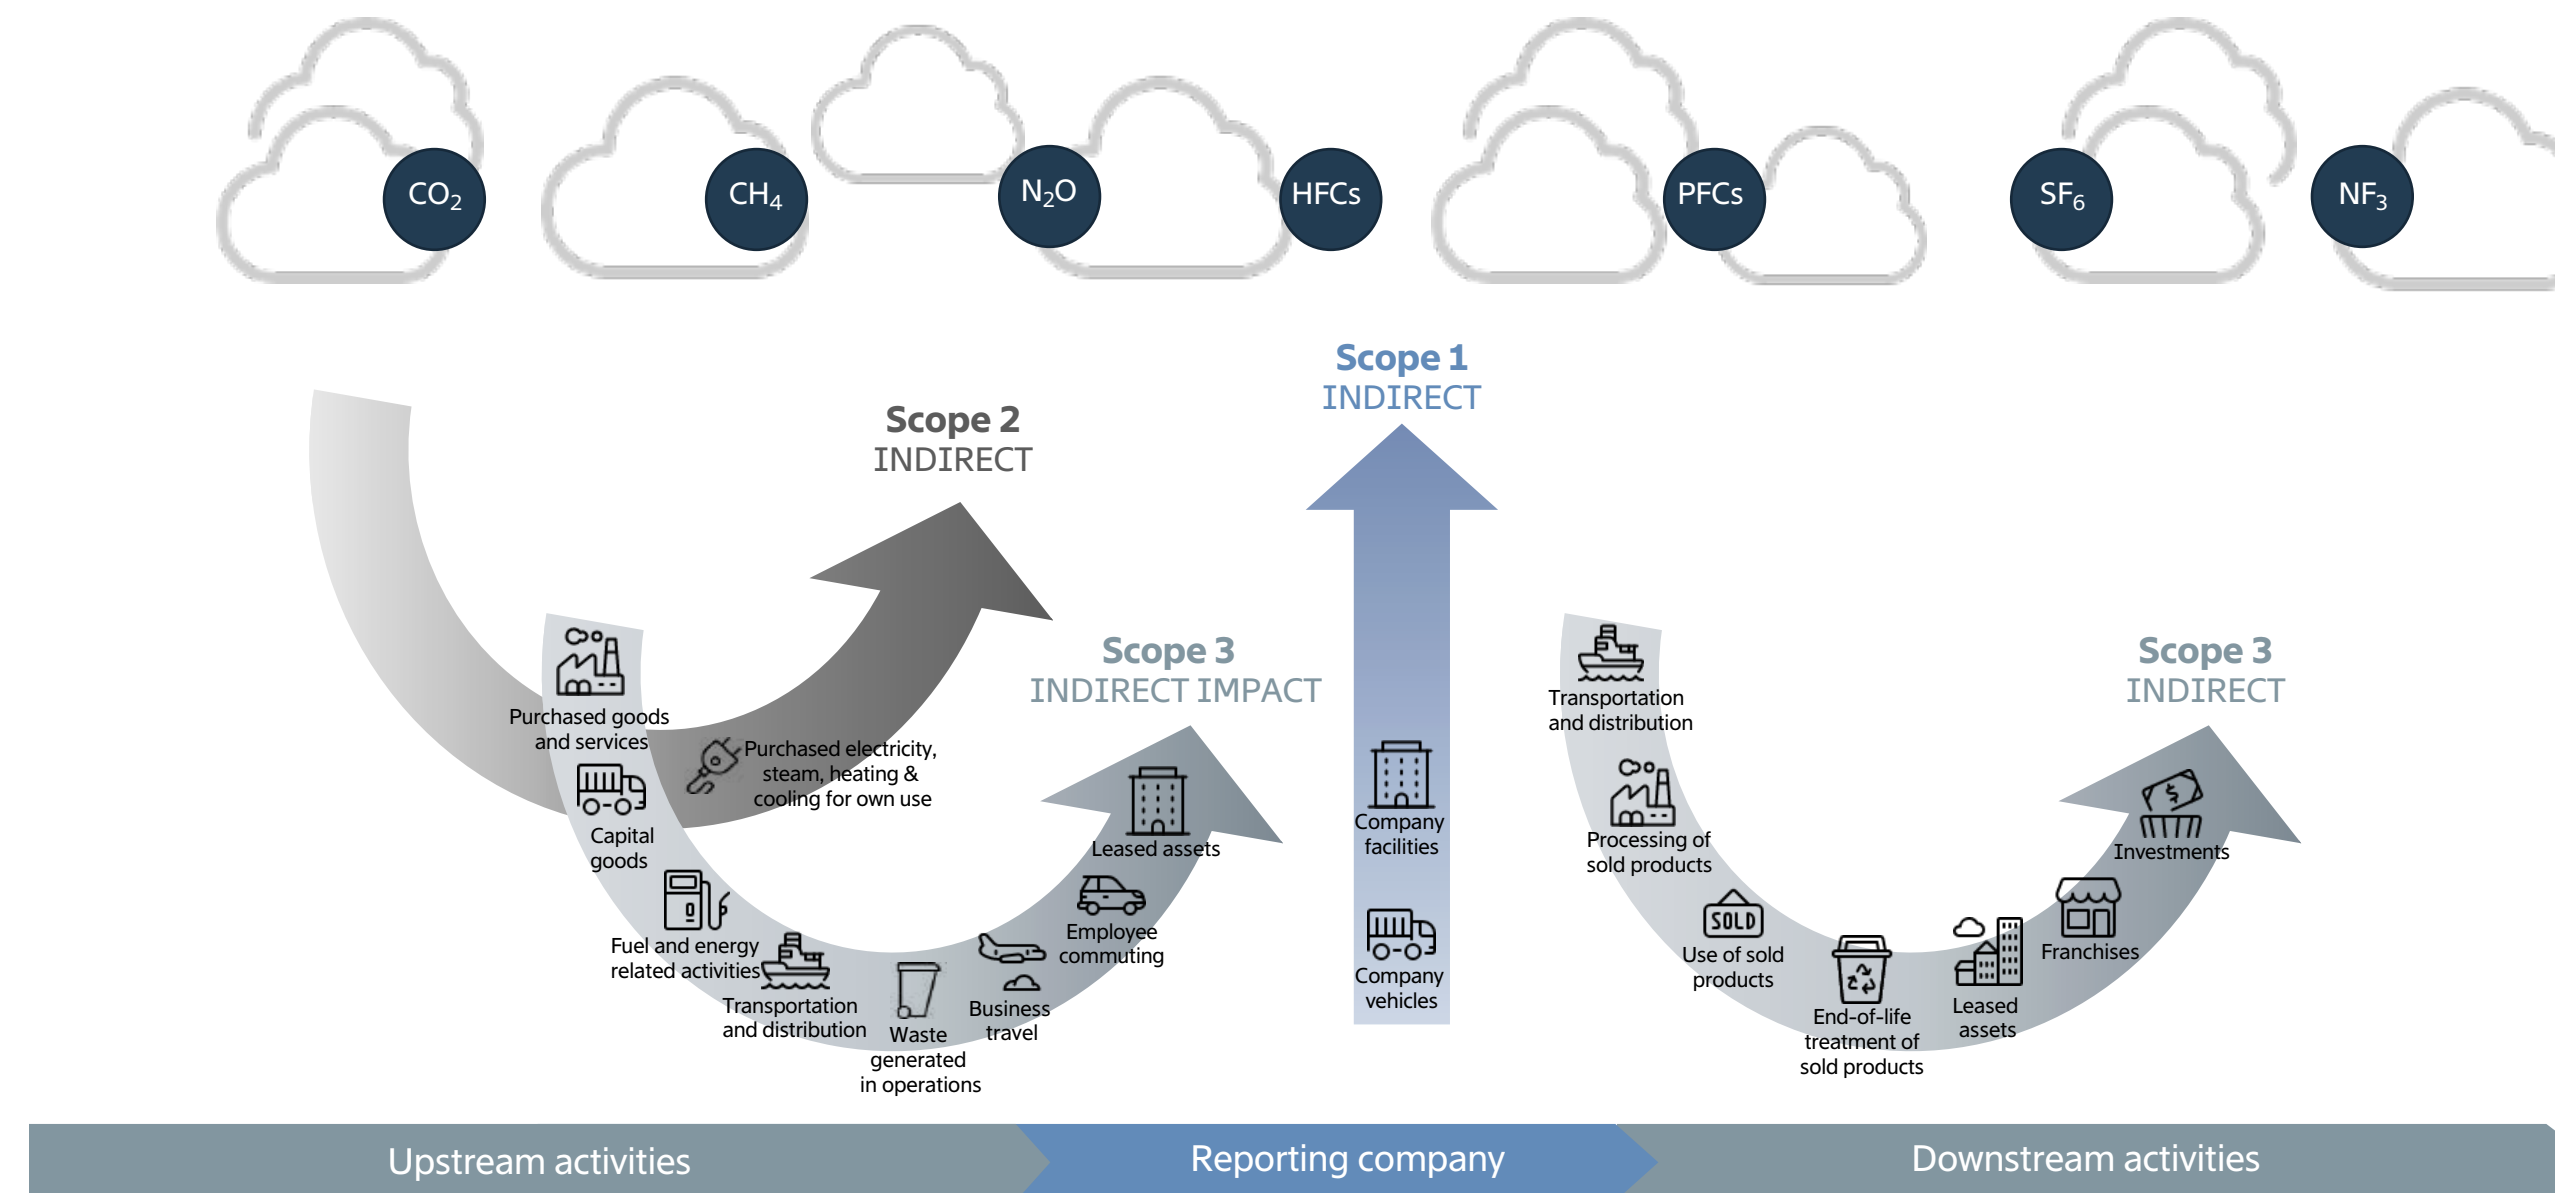 CO₂
CH₄
N₂O
HFCs
PFCs
SF₆
NF₃
Scope 1
INDIRECT
Scope 2
INDIRECT
Scope 3
INDIRECT IMPACT
Scope 3
INDIRECT
Purchased goods
and services
Capital
goods
Fuel and energy
related activities
Transportation
and distribution
Waste
generated
in operations
Business
travel
Employee
commuting
Leased assets
Purchased electricity,
steam, heating &
cooling for own use
Company
facilities
Company
vehicles
Transportation
and distribution
Processing of
sold products
SOLD
Use of sold
products
End-of-life
treatment of
sold products
Leased
assets
Franchises
$
Investments
Upstream activities
Reporting company
Downstream activities